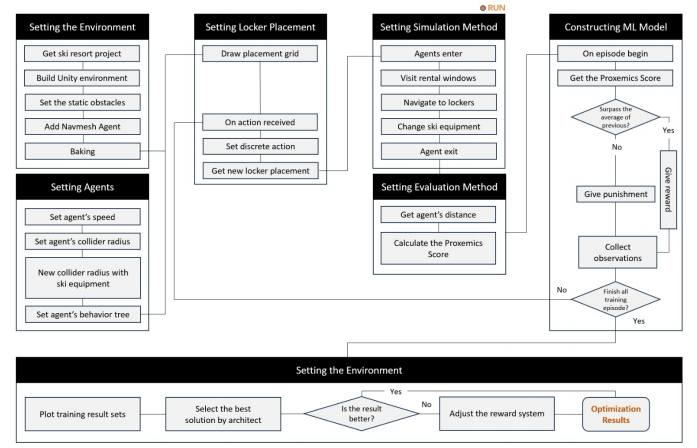 RUN
Setting the Environment
Get ski resort project
Build Unity environment
Set the static obstacles
Add Navmesh Agent
Baking
Setting Agents
Set agent's speed
Set agent's collider radius
New collider radius with
ski equipment
Set agent's behavior tree
Setting Locker Placement
Draw placement grid
On action received
Set discrete action
Get new locker placement
Setting Simulation Method
Agents enter
Visit rental windows
Navigate to lockers
Change ski equipment
Agent exit
Setting Evaluation Method
Get agent's distance
Calculate the Proxemics
Score
Constructing ML Model
On episode begin
Get the Proxemics Score
Surpass the
average of
previous?
Yes
No
Give reward
Give punishment
Collect
observations
No
Finish all
training
episode?
Yes
Setting the Environment
Plot training result sets
Select the best
solution by architect
Is the result
better?
Yes
No
Adjust the reward system
Optimization
Results